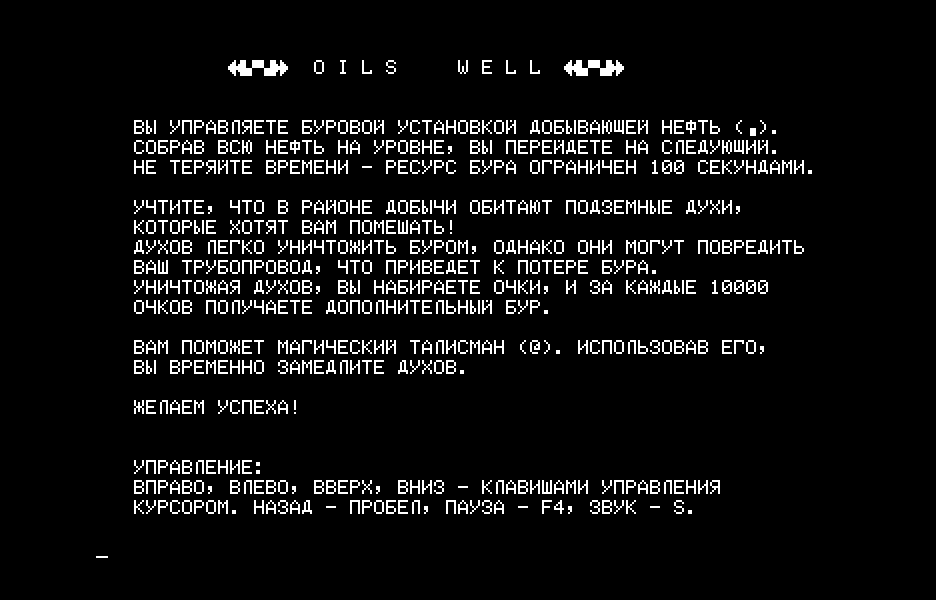 OILS WELL
ВЫ УПРАВЛЯЕТЕ БУРОВОЙ УСТАНОВКОЙ ДОБЫВАЮЩЕЙ НЕФТЬ (▖).
СОБРАВ ВСЮ НЕФТЬ НА УРОВНЕ, ВЫ ПЕРЕЙДЕТЕ НА СЛЕДУЮЩИЙ.
НЕ ТЕРЯЙТЕ ВРЕМЕНИ - РЕСУРС БУРА ОГРАНИЧЕН 100 СЕКУНДАМИ.
УЧТИТЕ, ЧТО В РАЙОНЕ ДОБЫЧИ ОБИТАЮТ ПОДЗЕМНЫЕ ДУХИ,
КОТОРЫЕ ХОТЯТ ВАМ ПОМЕШАТЬ!
ДУХОВ ЛЕГКО УНИЧТОЖИТЬ БУРОМ, ОДНАКО ОНИ МОГУТ ПОВРЕДИТЬ
ВАШ ТРУБОПРОВОД, ЧТО ПРИВЕДЕТ К ПОТЕРЕ БУРА.
УНИЧТОЖАЯ ДУХОВ, ВЫ НАБИРАЕТЕ ОЧКИ, И ЗА КАЖДЫЕ 10000
ОЧКОВ ПОЛУЧАЕТЕ ДОПОЛНИТЕЛЬНЫЙ БУР.
ВАМ ПОМОЖЕТ МАГИЧЕСКИЙ ТАЛИСМАН (@). ИСПОЛЬЗОВАВ ЕГО,
ВЫ ВРЕМЕННО ЗАМЕДЛИТЕ ДУХОВ.
ЖЕЛАЕМ УСПЕХА!
УПРАВЛЕНИЕ:
ВПРАВО, ВЛЕВО, ВВЕРХ, ВНИЗ - КЛАВИШАМИ УПРАВЛЕНИЯ
КУРСОРОМ. НАЗАД - ПРОБЕЛ, ПАУЗА - F4, ЗВУК - S.